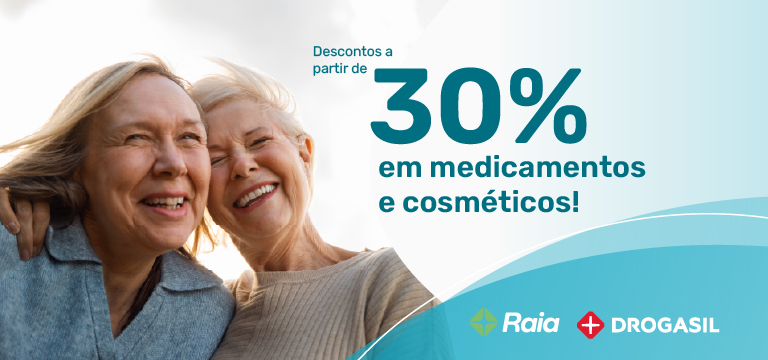 Descontos a
partir de
30%
em medicamentos
e cosméticos!
Raia
DROGASIL